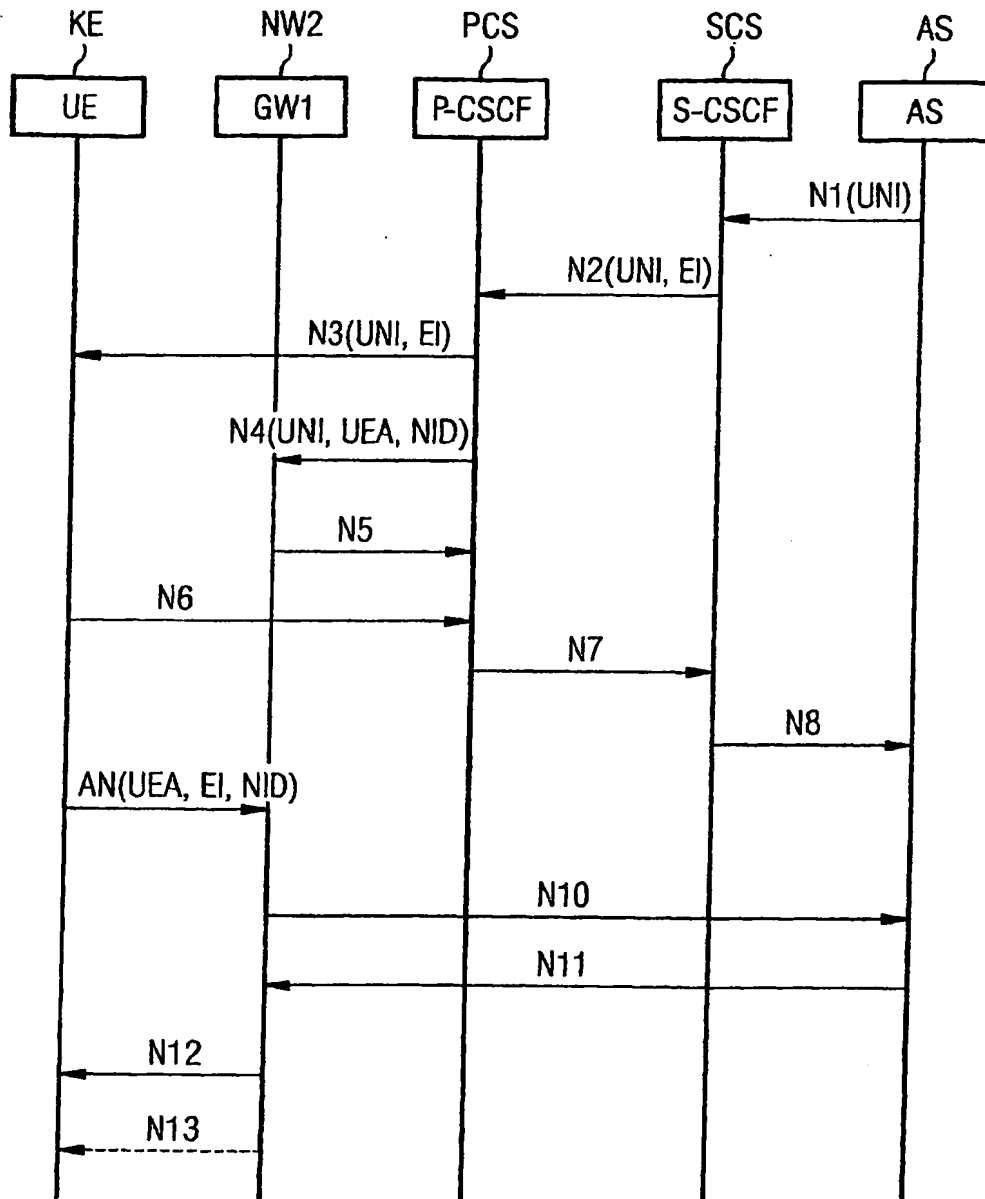 KE NW2 PCS SCS AS
UE GW1 P-CSCF S-CSCF AS
N1(UNI)
N2(UNI, EI)
N3(UNI, EI)
N4(UNI, UEA, NID)
N5
N6
N7
N8
AN(UEA, EI, NID)
N10
N11
N12
N13